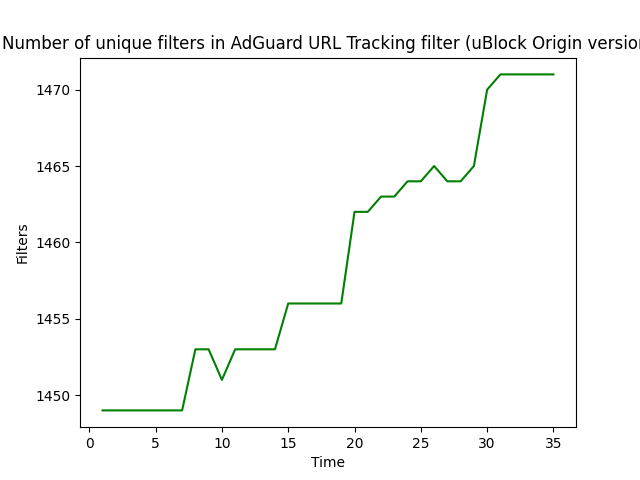 Number of unique filters in AdGuard URL Tracking filter (uBlock Origin version
1470
1465
1460
1455
1450
Filters
0 5 10 15 20 25 30 35
Time